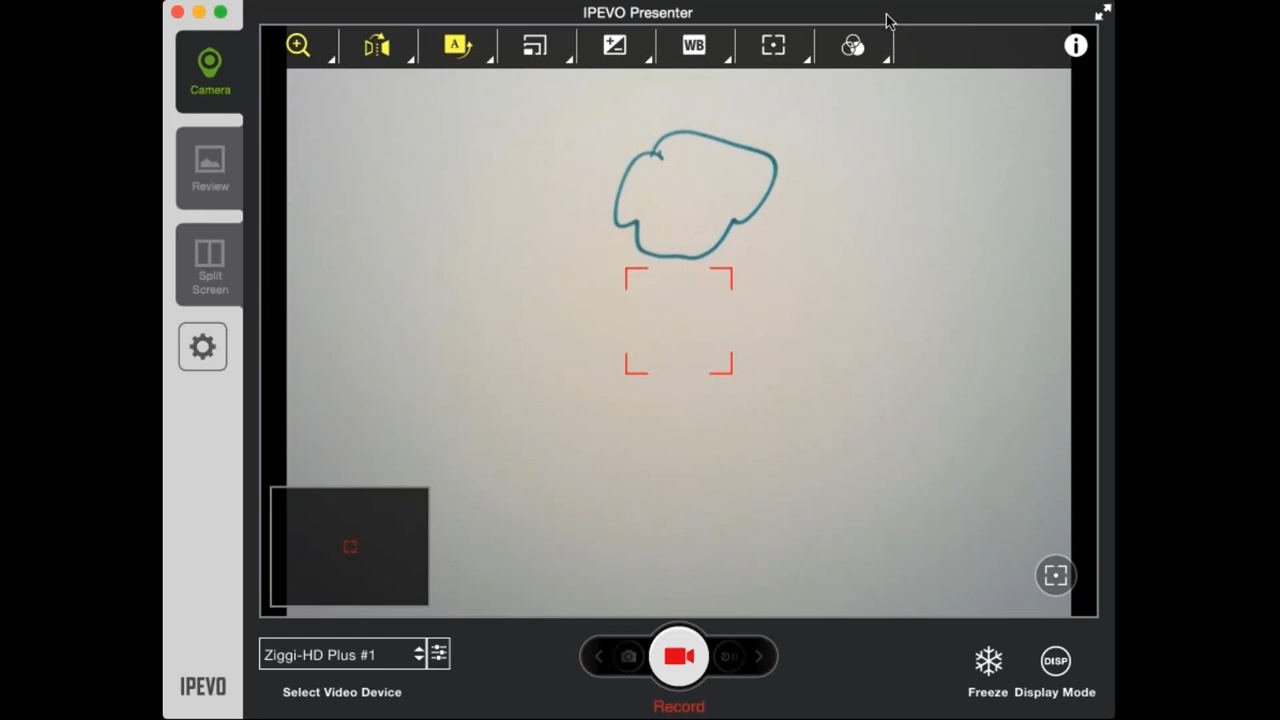 IPEVO Presenter
A
WB
i
Camera
Review
Split
Screen
Ziggi-HD Plus #1
Select Video Device
IPEVO
Record
DISP
Freeze
Display Mode